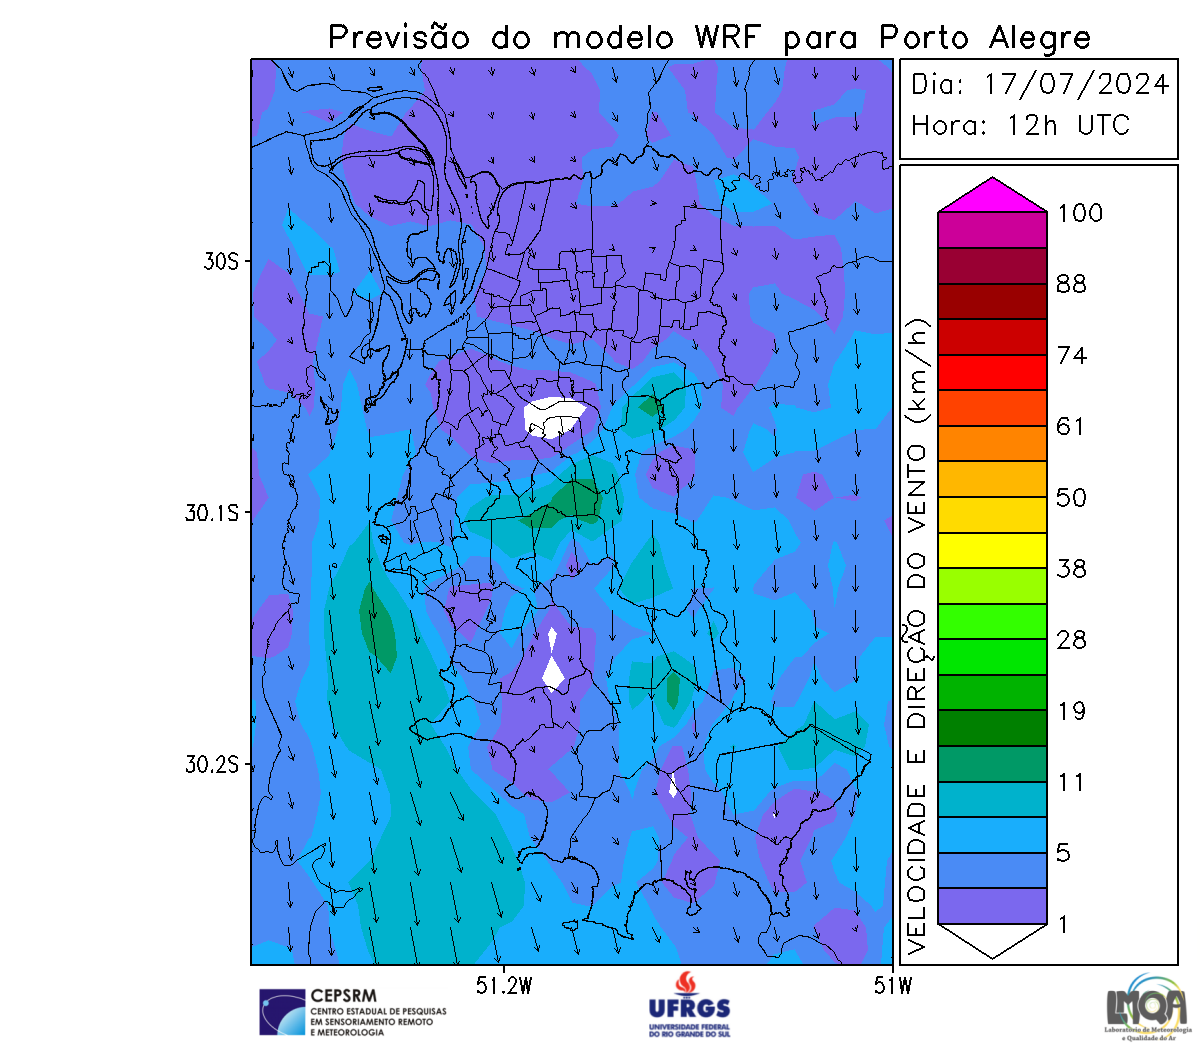 Previsão do modelo WRF para Porto Alegre
Dia: 17/07/2024
Hora: 12h UTC
30S
30.1S
30.2S
51.2W
51W
VELOCIDADE E DIREÇÃO DO VENTO (km/h)
100
88
74
61
50
38
28
19
11
5
1
CEPSRM
CENTRO ESTADUAL DE PESQUISAS
EM SENSORIAMENTO REMOTO
E METEOROLOGIA
UFRGS
UNIVERSIDADE FEDERAL
DO RIO GRANDE DO SUL
LMQA
Laboratório de Meteorologia
e Qualidade do Ar